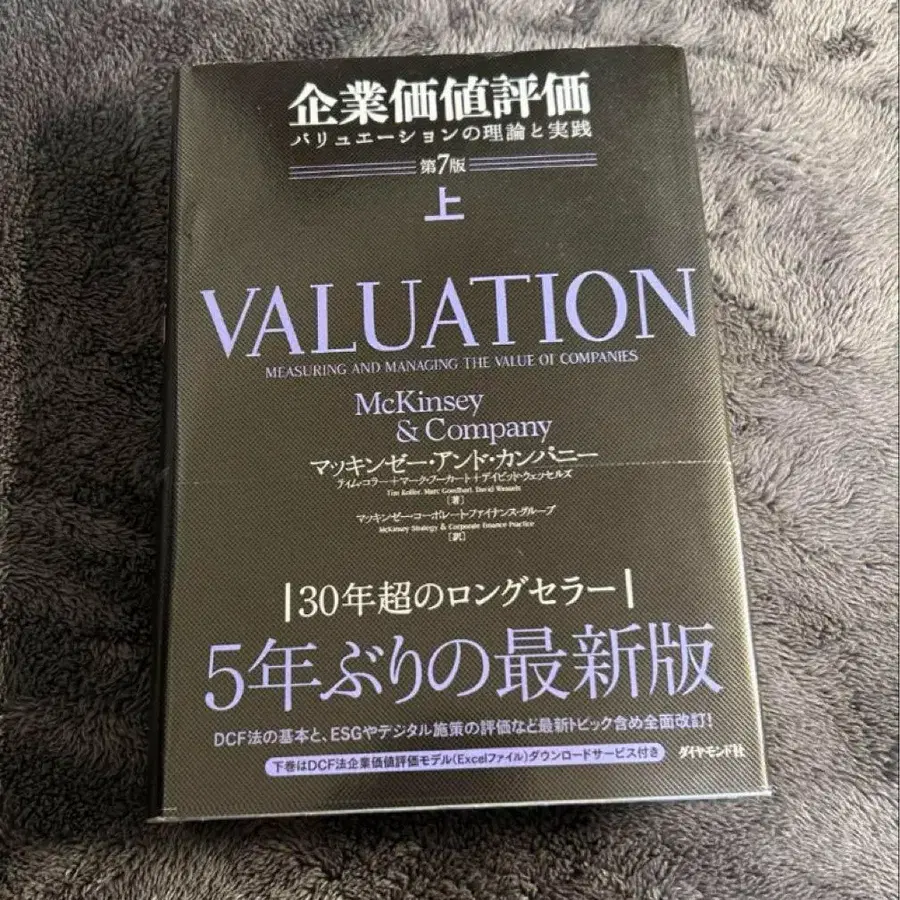 企業価値評価
バリュエーションの理論と実践
第7版
上
VALUATION
MEASURING AND MANAGING THE VALUE OF COMPANIES
McKinsey
& Company
マッキンゼー・アンド・カンパニー
ティム・コラー+マーク・フーカート+デイビッド・ウェッセルズ
Tim Koller, Marc Goedhart, David Wessels
[著]
マッキンゼー・コーポレート・ファイナンス・グループ
McKinsey Strategy & Corporate Finance Practice
[訳]
30年超のロングセラー
5年ぶりの最新版
DCF法の基本と、ESGやデジタル施策の評価など最新トピック含め全面改訂!
下巻はDCF法企業価値評価モデル(Excelファイル)ダウンロードサービス付き
ダイヤモンド社